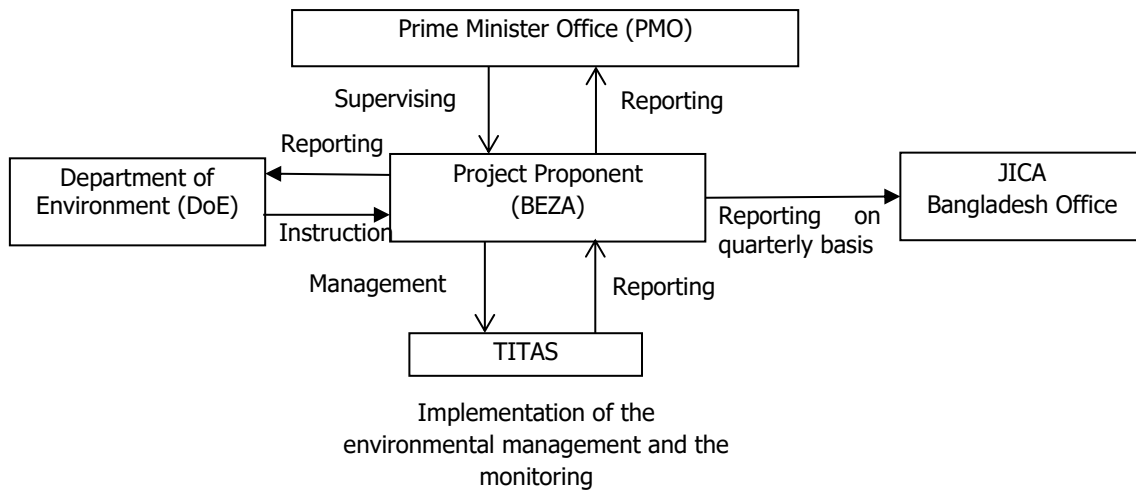 Prime Minister Office (PMO)
Supervising
Reporting
Reporting
Department of
Environment (DoE)
Project Proponent
(BEZA)
JICA
Bangladesh Office
Instruction
Reporting on
quarterly basis
Management
Reporting
TITAS
Implementation of the
environmental management and the
monitoring